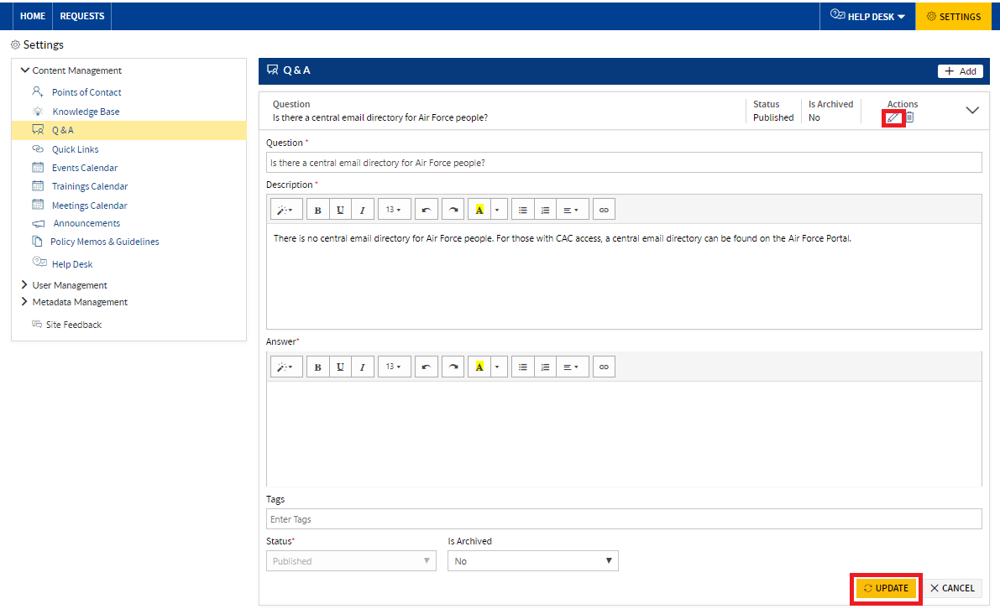 HOME REQUESTS HELP DESK SETTINGS
Settings
Content Management
Points of Contact
Knowledge Base
Q & A
Quick Links
Events Calendar
Trainings Calendar
Meetings Calendar
Announcements
Policy Memos & Guidelines
Help Desk
User Management
Metadata Management
Site Feedback
Q & A + Add
Question Status Is Archived Actions
Is there a central email directory for Air Force people? Published No
Question *
Is there a central email directory for Air Force people?
Description *
B U I 13 A
There is no central email directory for Air Force people. For those with CAC access, a central email directory can be found on the Air Force Portal.
Answer*
B U I 13 A
Tags
Enter Tags
Status* Is Archived
Published No
UPDATE CANCEL